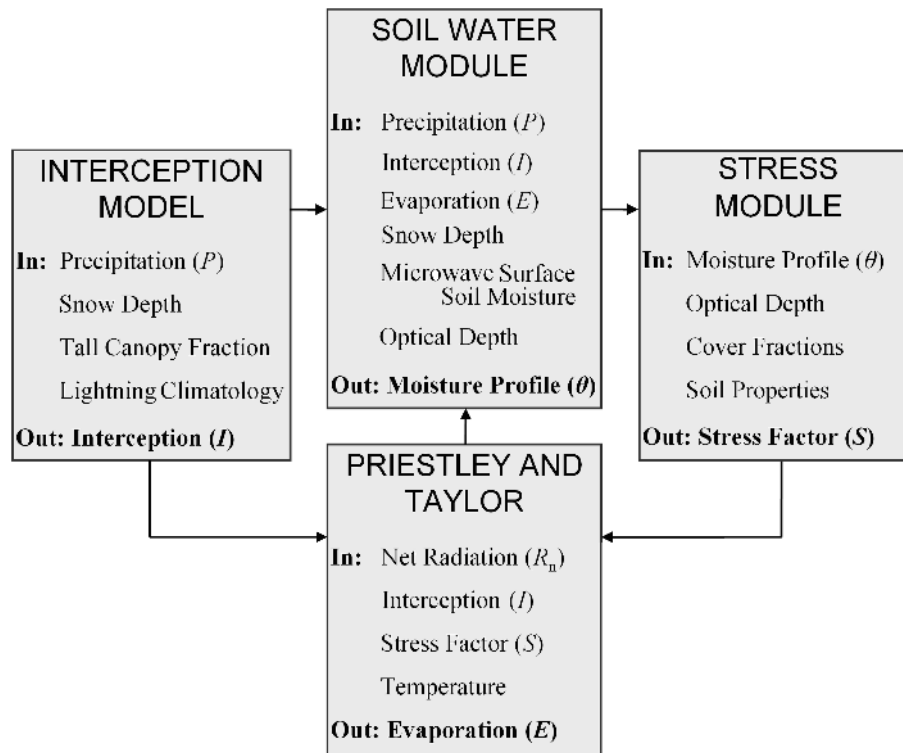 SOIL WATER
MODULE
In: Precipitation (P)
Interception (I)
Evaporation (E)
Snow Depth
Microwave Surface
Soil Moisture
Optical Depth
Out: Moisture Profile (θ)
INTERCEPTION
MODEL
In: Precipitation (P)
Snow Depth
Tall Canopy Fraction
Lightning Climatology
Out: Interception (I)
STRESS
MODULE
In: Moisture Profile (θ)
Optical Depth
Cover Fractions
Soil Properties
Out: Stress Factor (S)
PRIESTLEY AND
TAYLOR
In: Net Radiation (Rn)
Interception (I)
Stress Factor (S)
Temperature
Out: Evaporation (E)